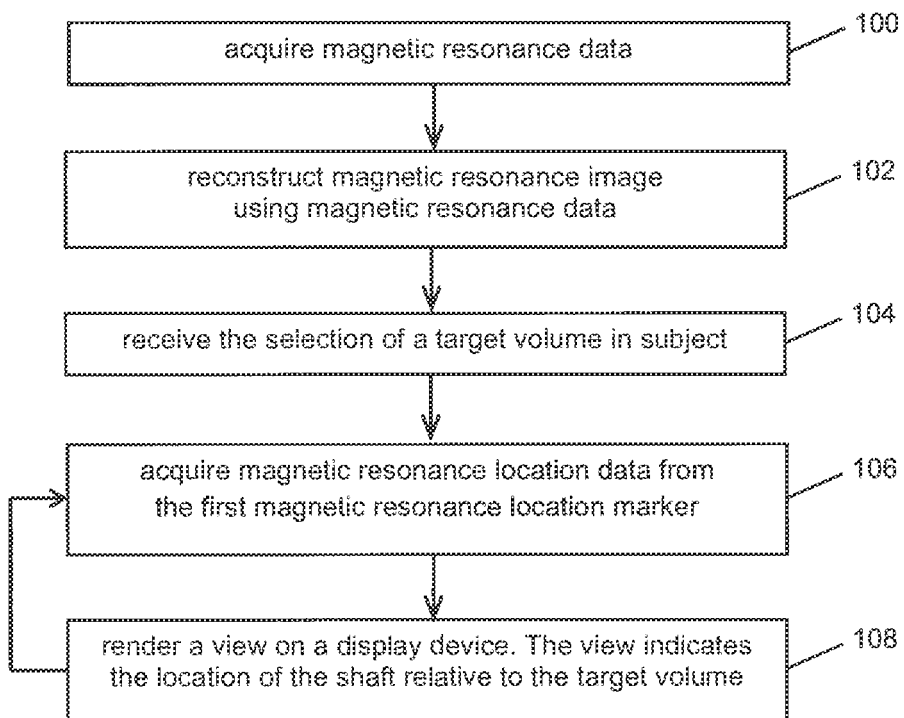 acquire magnetic resonance data
100
reconstruct magnetic resonance image
using magnetic resonance data
102
receive the selection of a target volume in subject
104
acquire magnetic resonance location data from
the first magnetic resonance location marker
106
render a view on a display device. The view indicates
the location of the shaft relative to the target volume
108